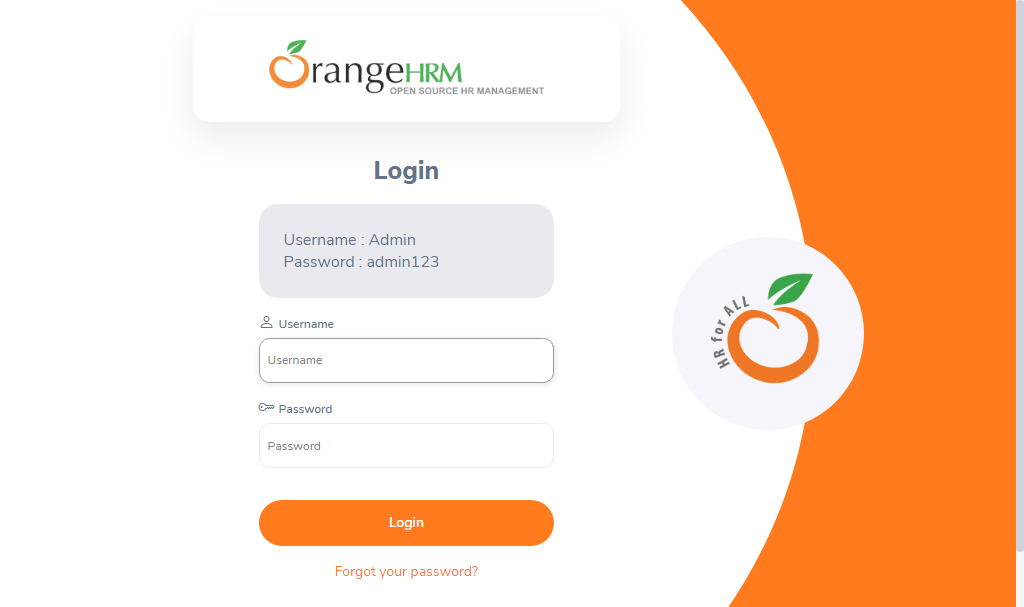 OrangeHRM
OPEN SOURCE HR MANAGEMENT
Login
Username : Admin
Password : admin123
Username
Username
Password
Password
Login
Forgot your password?
HR for ALL